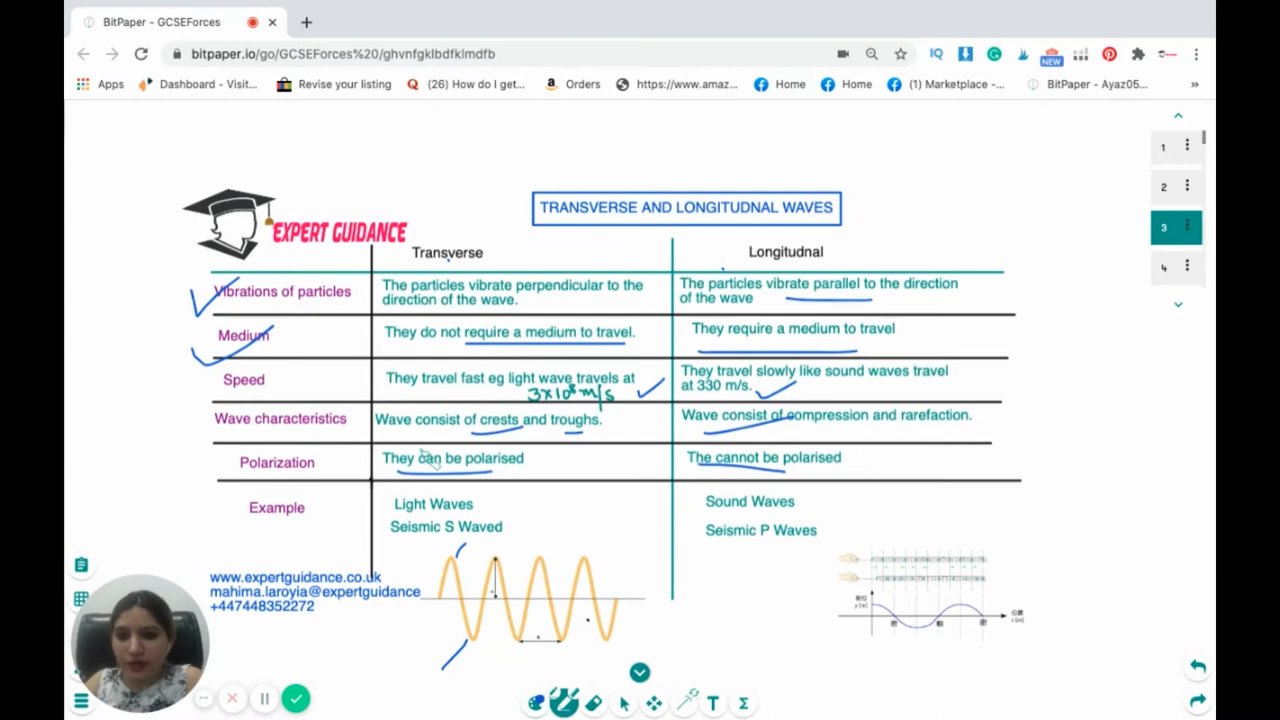 BitPaper - GCSEForces
bitpaper.io/go/GCSEForces%20/ghvnfgklbdfklmdfb
NEW
Apps
Dashboard - Visit...
Revise your listing
(26) How do I get...
Orders
https://www.amaz...
Home
Home
(1) Marketplace -...
BitPaper - Ayaz05...
»
1
2
3
4
TRANSVERSE AND LONGITUDNAL WAVES
EXPERT GUIDANCE
Transverse
Longitudnal
Vibrations of particles
The particles vibrate perpendicular to the
direction of the wave.
The particles vibrate parallel to the direction
of the wave
Medium
They do not require a medium to travel.
They require a medium to travel
Speed
They travel fast eg light wave travels at
3x10⁸m/s
They travel slowly like sound waves travel
at 330 m/s.
Wave characteristics
Wave consist of crests and troughs.
Wave consist of compression and rarefaction.
Polarization
They can be polarised
The cannot be polarised
Example
Light Waves
Seismic S Waved
Sound Waves
Seismic P Waves
www.expertguidance.co.uk
mahima.laroyia@expertguidance
+447448352272
T
Σ